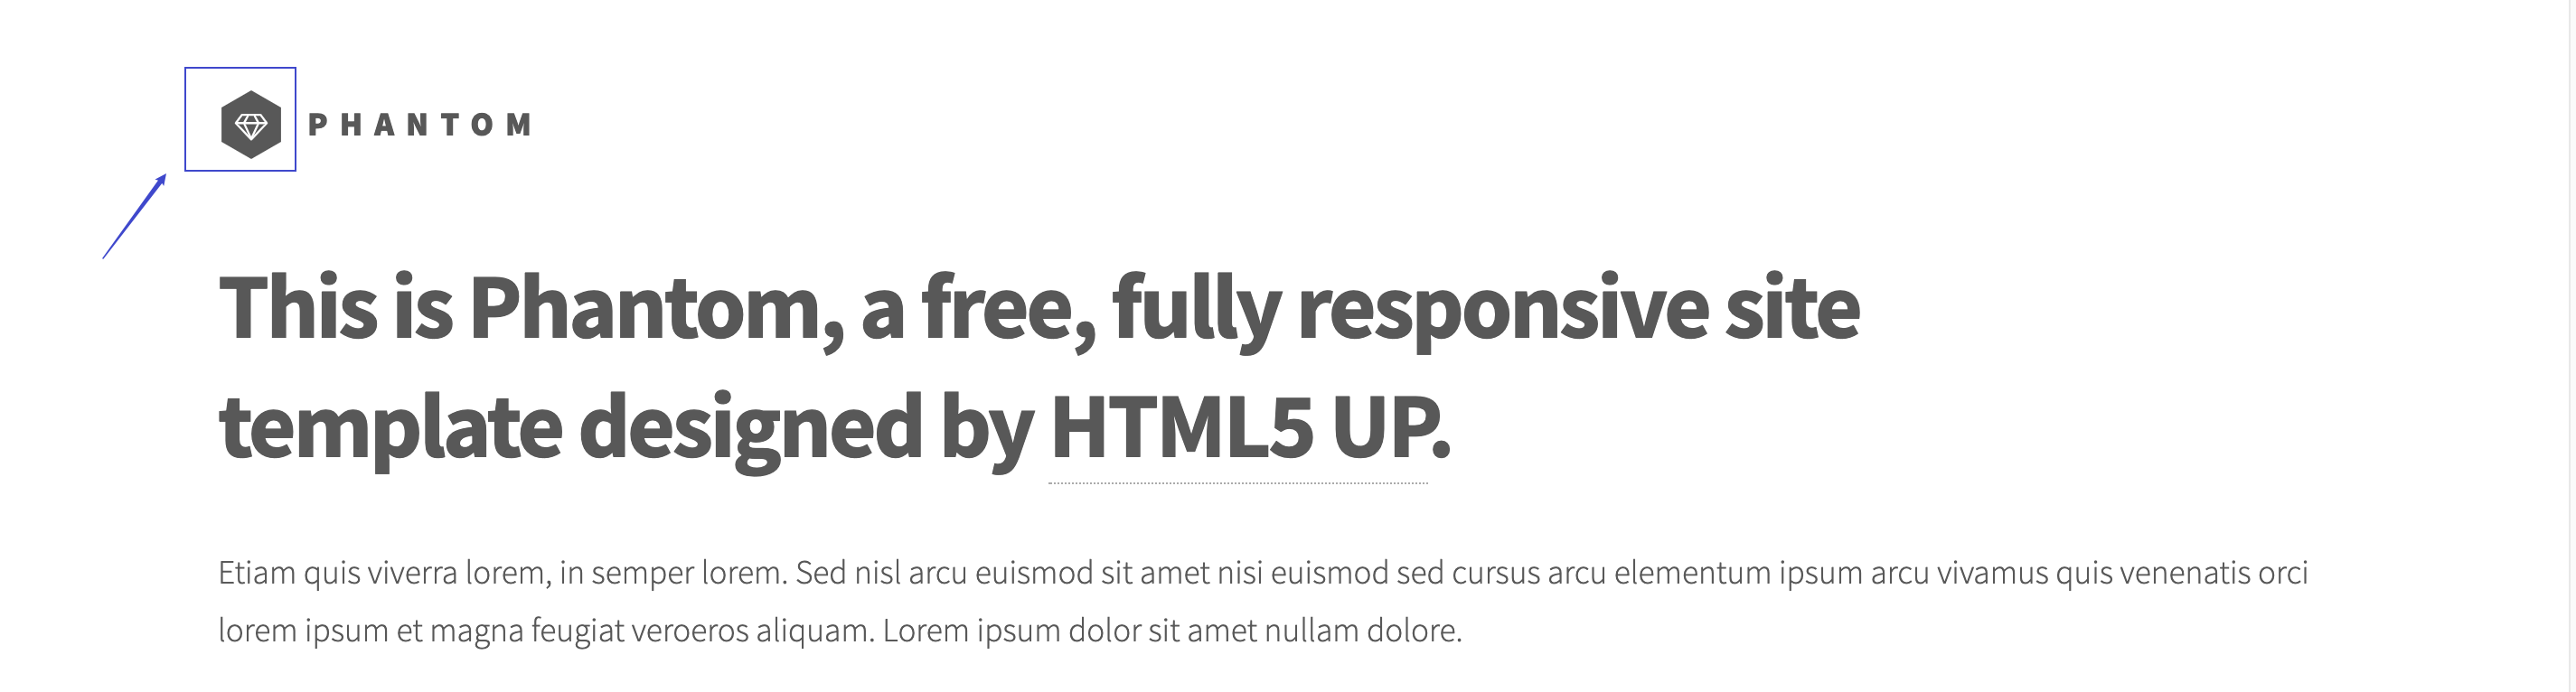 PHANTOM
This is Phantom, a free, fully responsive site
template designed by HTML5 UP.
Etiam quis viverra lorem, in semper lorem. Sed nisl arcu euismod sit amet nisi euismod sed cursus arcu elementum ipsum arcu vivamus quis venenatis orci
lorem ipsum et magna feugiat veroeros aliquam. Lorem ipsum dolor sit amet nullam dolore.